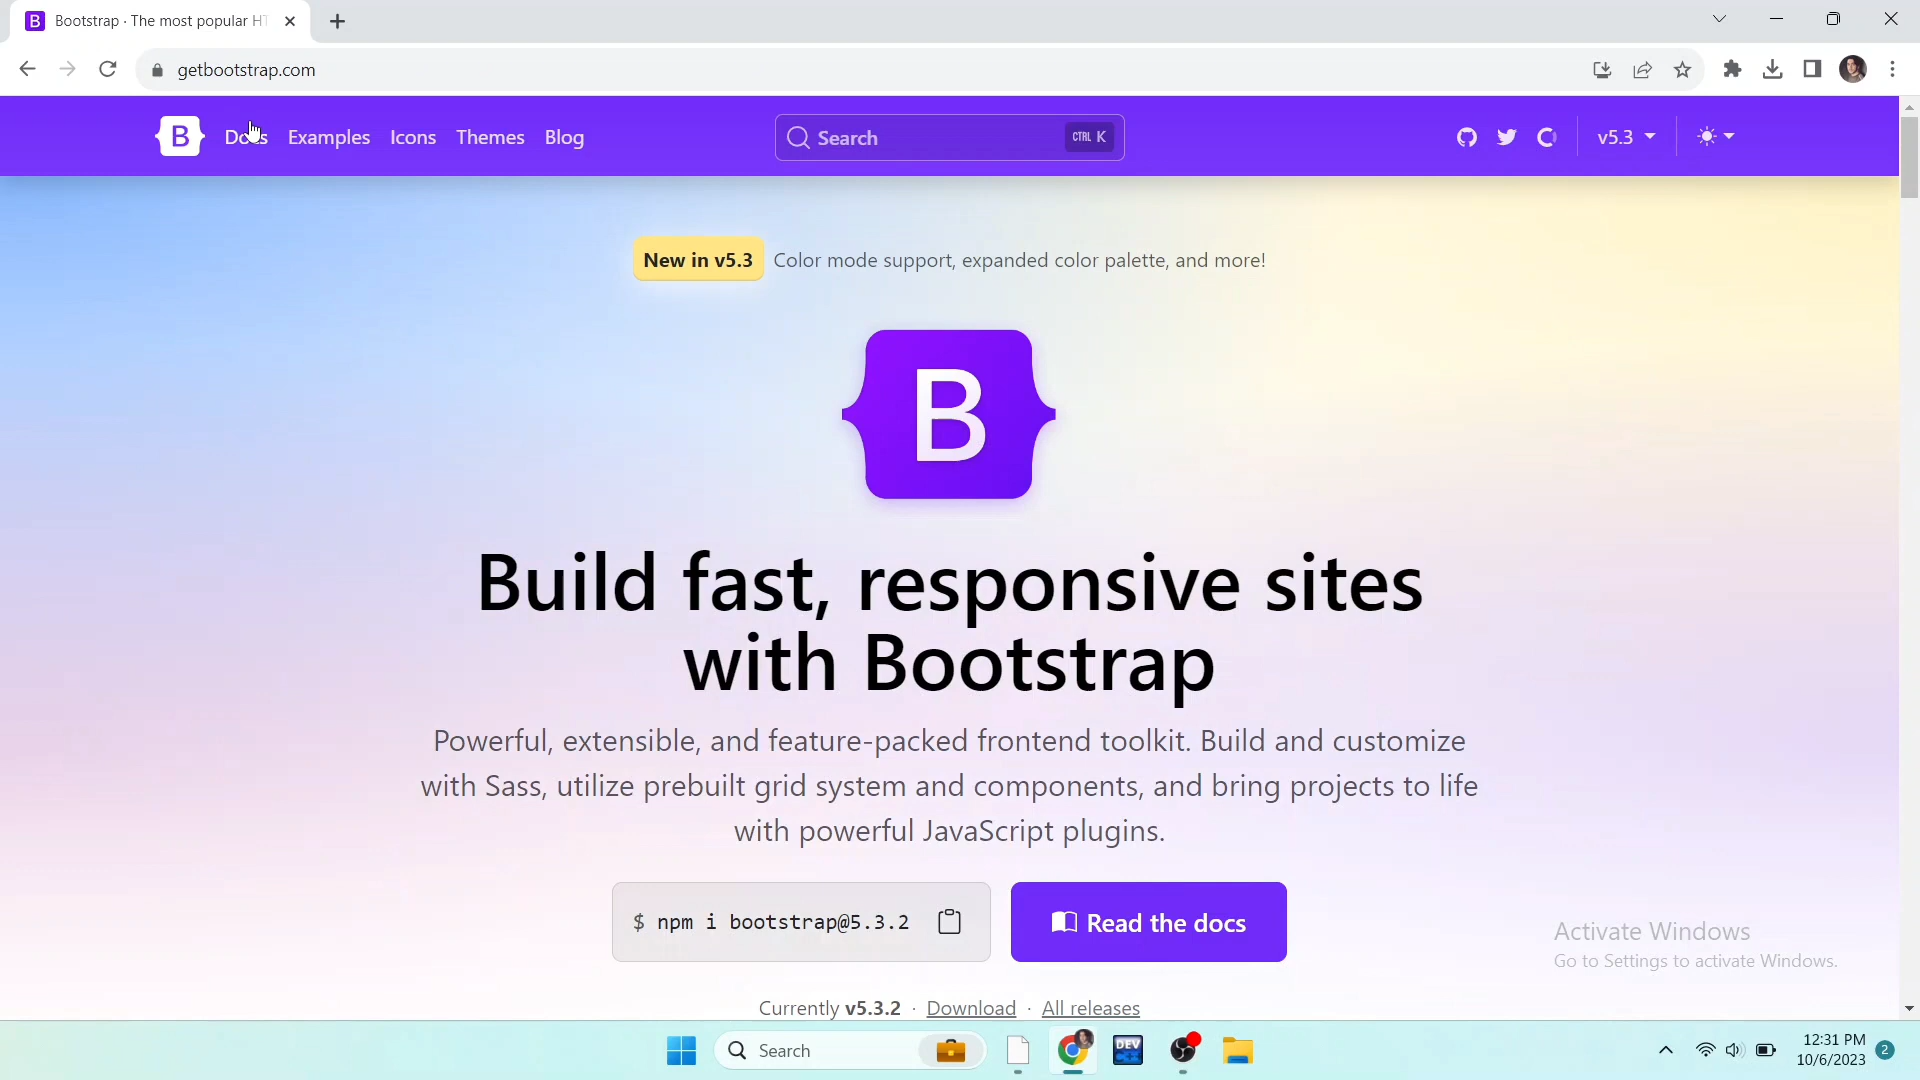 B Bootstrap · The most popular HT
getbootstrap.com
B Docs Examples Icons Themes Blog Search CTRL K v5.3
New in v5.3 Color mode support, expanded color palette, and more!
B
Build fast, responsive sites
with Bootstrap
Powerful, extensible, and feature-packed frontend toolkit. Build and customize
with Sass, utilize prebuilt grid system and components, and bring projects to life
with powerful JavaScript plugins.
$ npm i bootstrap@5.3.2 Read the docs
Activate Windows
Go to Settings to activate Windows.
Currently v5.3.2 · Download · All releases
Search
DEV
12:31 PM
10/6/2023
2